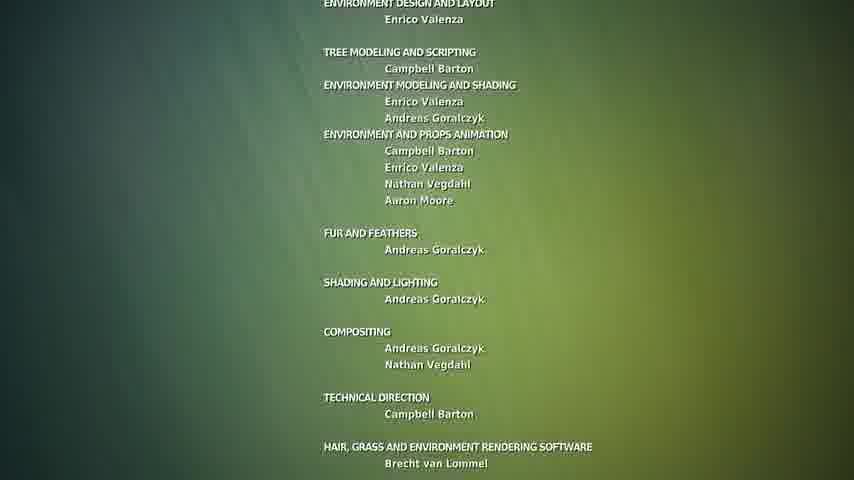 ENVIRONMENT DESIGN AND LAYOUT
Enrico Valenza
TREE MODELING AND SCRIPTING
Campbell Barton
ENVIRONMENT MODELING AND SHADING
Enrico Valenza
Andreas Goralczyk
ENVIRONMENT AND PROPS ANIMATION
Campbell Barton
Enrico Valenza
Nathan Vegdahl
Aaron Moore
FUR AND FEATHERS
Andreas Goralczyk
SHADING AND LIGHTING
Andreas Goralczyk
COMPOSITING
Andreas Goralczyk
Nathan Vegdahl
TECHNICAL DIRECTION
Campbell Barton
HAIR, GRASS AND ENVIRONMENT RENDERING SOFTWARE
Brecht van Lommel